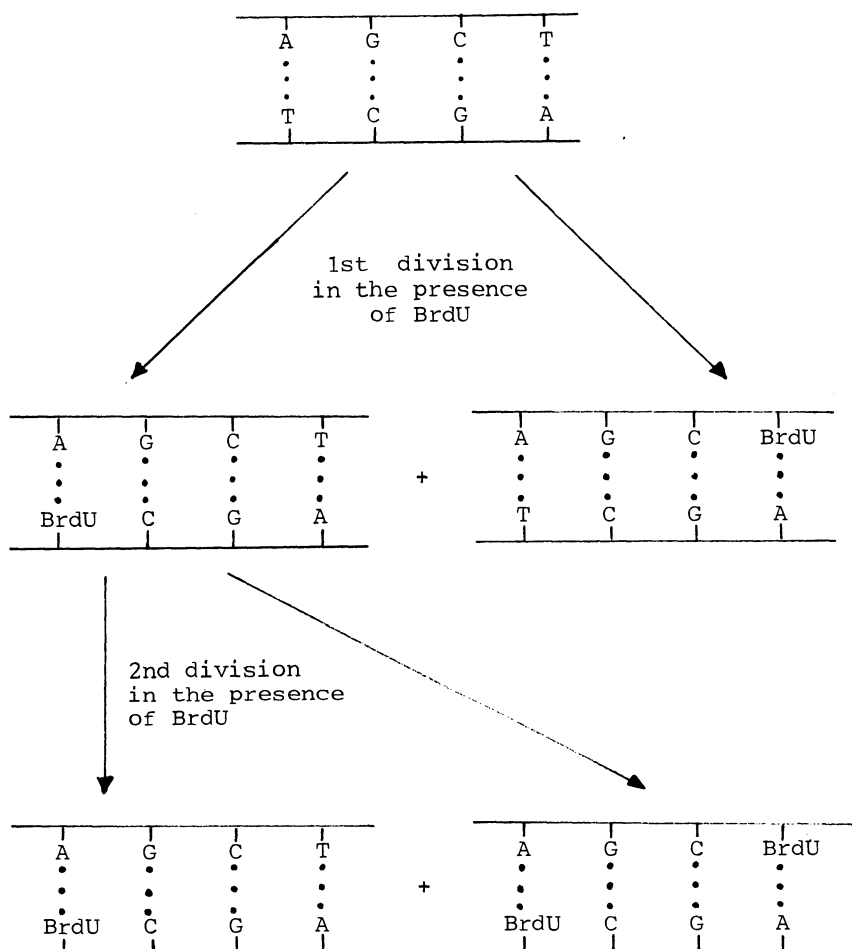 A G C T
T C G A
1st division
in the presence
of BrdU
A G C T
BrdU C G A
+
A G C BrdU
T C G A
2nd division
in the presence
of BrdU
A G C T
BrdU C G A
+
A G C BrdU
BrdU C G A